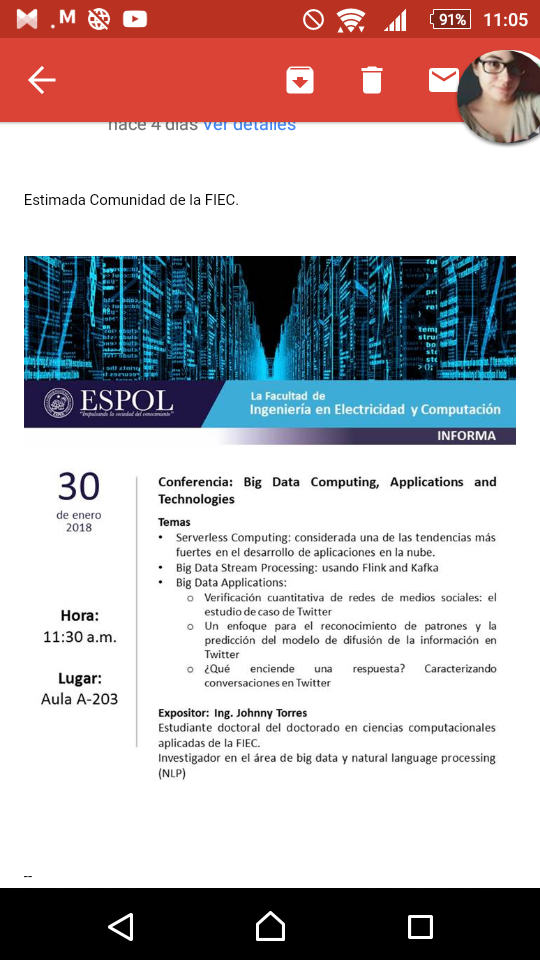 .M
91%
11:05
hace 4 días Ver detalles
Estimada Comunidad de la FIEC.
ESPOL
"Impulsando la sociedad del conocimiento"
La Facultad de
Ingeniería en Electricidad y Computación
INFORMA
30
de enero
2018
Hora:
11:30 a.m.
Lugar:
Aula A-203
Conferencia: Big Data Computing, Applications and
Technologies
Temas
• Serverless Computing: considerada una de las tendencias más
fuertes en el desarrollo de aplicaciones en la nube.
• Big Data Stream Processing: usando Flink and Kafka
• Big Data Applications:
o Verificación cuantitativa de redes de medios sociales: el
estudio de caso de Twitter
o Un enfoque para el reconocimiento de patrones y la
predicción del modelo de difusión de la información en
Twitter
o ¿Qué enciende una respuesta? Caracterizando
conversaciones en Twitter
Expositor: Ing. Johnny Torres
Estudiante doctoral del doctorado en ciencias computacionales
aplicadas de la FIEC.
Investigador en el área de big data y natural language processing
(NLP)
--